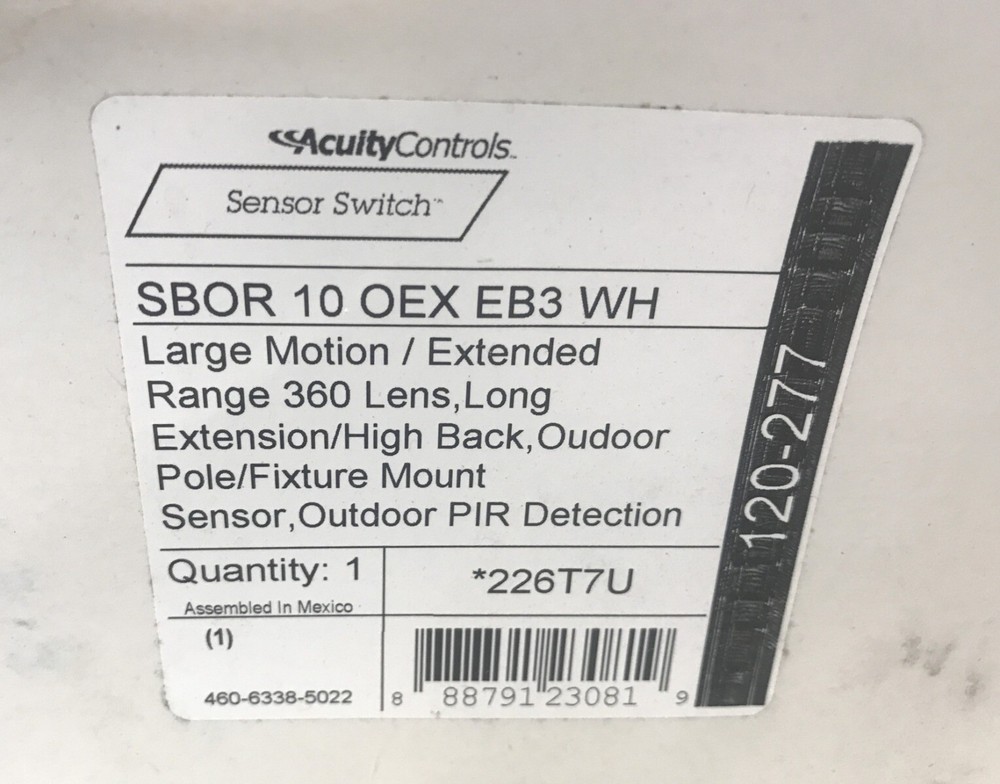 AcuityControls™
Sensor Switch™
SBOR 10 OEX EB3 WH
Large Motion / Extended
Range 360 Lens,Long
Extension/High Back,Oudoor
Pole/Fixture Mount
Sensor,Outdoor PIR Detection
120-277
Quantity: 1
Assembled In Mexico
*226T7U
(1)
460-6338-5022
8 88791 23081 9